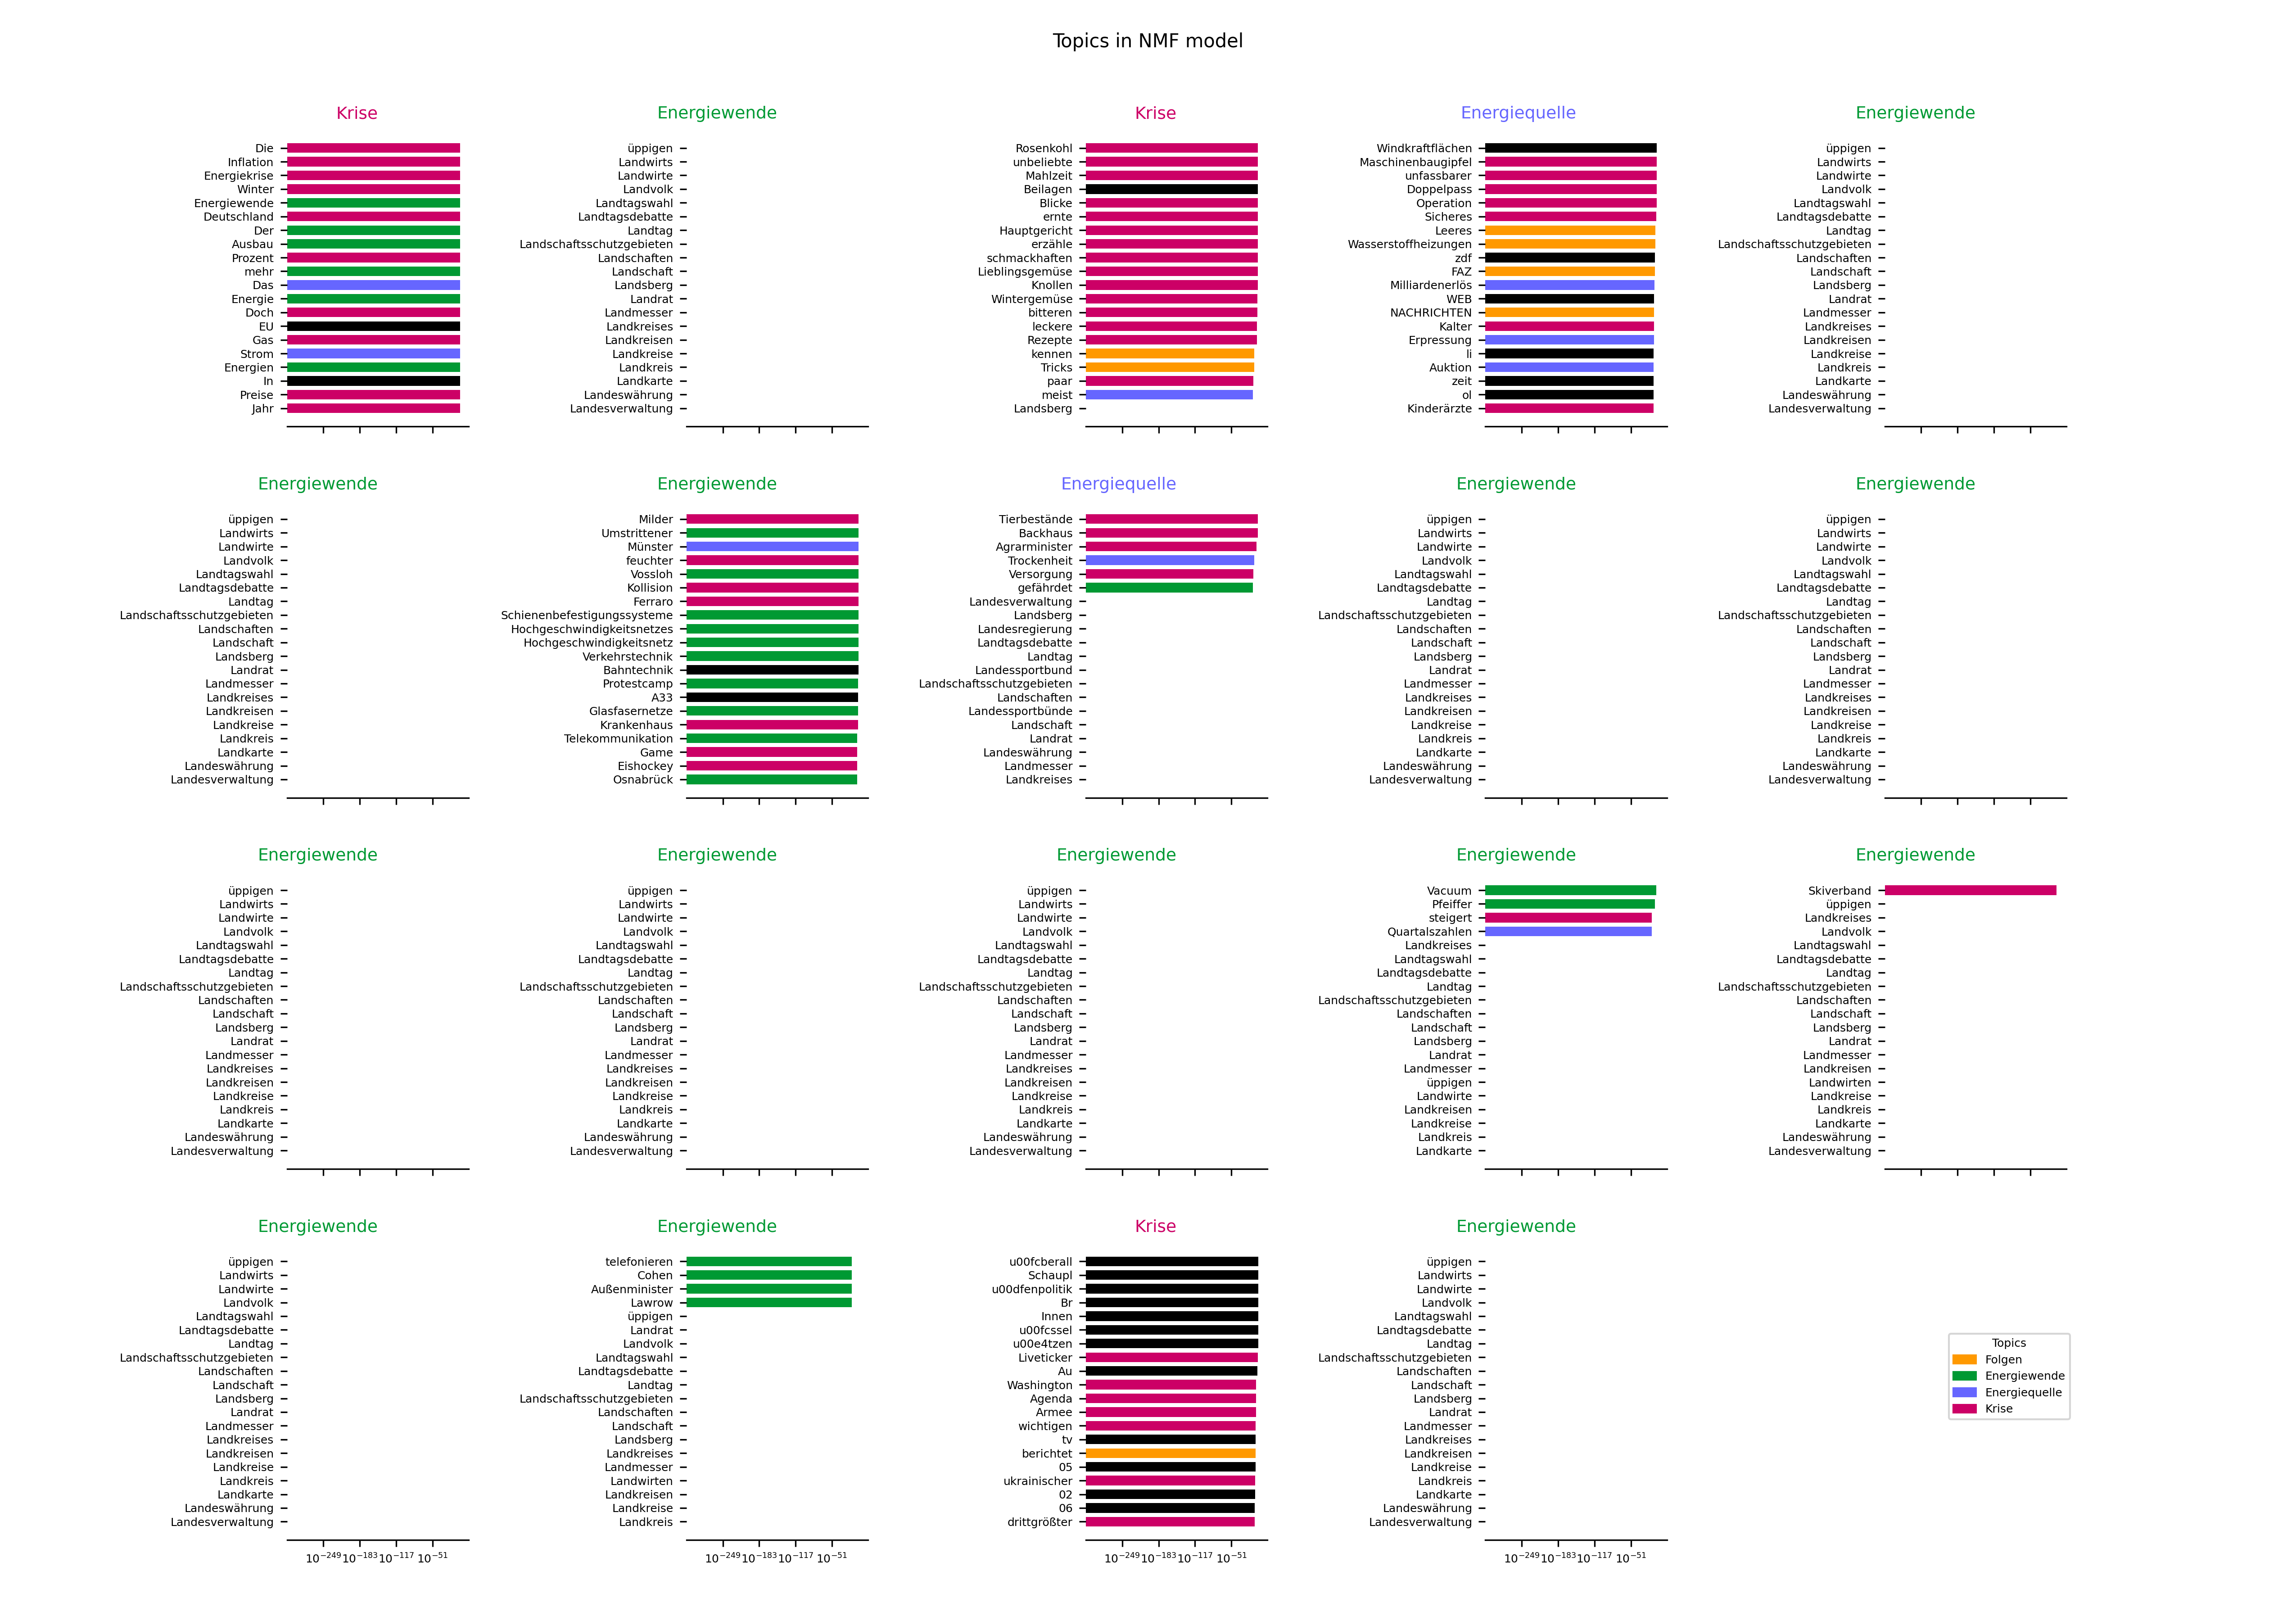 Topics in NMF model
Krise
Die
Inflation
Energiekrise
Winter
Energiewende
Deutschland
Der
Ausbau
Prozent
mehr
Das
Energie
Doch
EU
Gas
Strom
Energien
In
Preise
Jahr
Energiewende
üppigen
Landwirts
Landwirte
Landvolk
Landtagswahl
Landtagsdebatte
Landtag
Landschaftsschutzgebieten
Landschaften
Landschaft
Landsberg
Landrat
Landmesser
Landkreises
Landkreisen
Landkreise
Landkreis
Landkarte
Landeswährung
Landesverwaltung
Krise
Rosenkohl
unbeliebte
Mahlzeit
Beilagen
Blicke
ernte
Hauptgericht
erzähle
schmackhaften
Lieblingsgemüse
Knollen
Wintergemüse
bitteren
leckere
Rezepte
kennen
Tricks
paar
meist
Landsberg
Energiequelle
Windkraftflächen
Maschinenbaugipfel
unfassbarer
Doppelpass
Operation
Sicheres
Leeres
Wasserstoffheizungen
zdf
FAZ
Milliardenerlös
WEB
NACHRICHTEN
Kalter
Erpressung
li
Auktion
zeit
ol
Kinderärzte
Energiewende
üppigen
Landwirts
Landwirte
Landvolk
Landtagswahl
Landtagsdebatte
Landtag
Landschaftsschutzgebieten
Landschaften
Landschaft
Landsberg
Landrat
Landmesser
Landkreises
Landkreisen
Landkreise
Landkreis
Landkarte
Landeswährung
Landesverwaltung
Energiewende
üppigen
Landwirts
Landwirte
Landvolk
Landtagswahl
Landtagsdebatte
Landtag
Landschaftsschutzgebieten
Landschaften
Landschaft
Landsberg
Landrat
Landmesser
Landkreises
Landkreisen
Landkreise
Landkreis
Landkarte
Landeswährung
Landesverwaltung
Energiewende
Milder
Umstrittener
Münster
feuchter
Vossloh
Kollision
Ferraro
Schienenbefestigungssysteme
Hochgeschwindigkeitsnetzes
Hochgeschwindigkeitsnetz
Verkehrstechnik
Bahntechnik
Protestcamp
A33
Glasfasernetze
Krankenhaus
Telekommunikation
Game
Eishockey
Osnabrück
Energiequelle
Tierbestände
Backhaus
Agrarminister
Trockenheit
Versorgung
gefährdet
Landesverwaltung
Landsberg
Landesregierung
Landtagsdebatte
Landtag
Landessportbund
Landschaftsschutzgebieten
Landschaften
Landessportbünde
Landschaft
Landrat
Landeswährung
Landmesser
Landkreises
Energiewende
üppigen
Landwirts
Landwirte
Landvolk
Landtagswahl
Landtagsdebatte
Landtag
Landschaftsschutzgebieten
Landschaften
Landschaft
Landsberg
Landrat
Landmesser
Landkreises
Landkreisen
Landkreise
Landkreis
Landkarte
Landeswährung
Landesverwaltung
Energiewende
üppigen
Landwirts
Landwirte
Landvolk
Landtagswahl
Landtagsdebatte
Landtag
Landschaftsschutzgebieten
Landschaften
Landschaft
Landsberg
Landrat
Landmesser
Landkreises
Landkreisen
Landkreise
Landkreis
Landkarte
Landeswährung
Landesverwaltung
Energiewende
üppigen
Landwirts
Landwirte
Landvolk
Landtagswahl
Landtagsdebatte
Landtag
Landschaftsschutzgebieten
Landschaften
Landschaft
Landsberg
Landrat
Landmesser
Landkreises
Landkreisen
Landkreise
Landkreis
Landkarte
Landeswährung
Landesverwaltung
Energiewende
üppigen
Landwirts
Landwirte
Landvolk
Landtagswahl
Landtagsdebatte
Landtag
Landschaftsschutzgebieten
Landschaften
Landschaft
Landsberg
Landrat
Landmesser
Landkreises
Landkreisen
Landkreise
Landkreis
Landkarte
Landeswährung
Landesverwaltung
Energiewende
üppigen
Landwirts
Landwirte
Landvolk
Landtagswahl
Landtagsdebatte
Landtag
Landschaftsschutzgebieten
Landschaften
Landschaft
Landsberg
Landrat
Landmesser
Landkreises
Landkreisen
Landkreise
Landkreis
Landkarte
Landeswährung
Landesverwaltung
Energiewende
Vacuum
Pfeiffer
steigert
Quartalszahlen
Landkreises
Landtagswahl
Landtagsdebatte
Landtag
Landschaftsschutzgebieten
Landschaften
Landschaft
Landsberg
Landrat
Landmesser
üppigen
Landwirte
Landkreisen
Landkreise
Landkreis
Landkarte
Energiewende
Skiverband
üppigen
Landkreises
Landvolk
Landtagswahl
Landtagsdebatte
Landtag
Landschaftsschutzgebieten
Landschaften
Landschaft
Landsberg
Landrat
Landmesser
Landkreisen
Landwirten
Landkreise
Landkreis
Landkarte
Landeswährung
Landesverwaltung
Energiewende
üppigen
Landwirts
Landwirte
Landvolk
Landtagswahl
Landtagsdebatte
Landtag
Landschaftsschutzgebieten
Landschaften
Landschaft
Landsberg
Landrat
Landmesser
Landkreises
Landkreisen
Landkreise
Landkreis
Landkarte
Landeswährung
Landesverwaltung
10⁻²⁴⁹ 10⁻¹⁸³ 10⁻¹¹⁷ 10⁻⁵¹
Energiewende
telefonieren
Cohen
Außenminister
Lawrow
üppigen
Landrat
Landvolk
Landtagswahl
Landtagsdebatte
Landtag
Landschaftsschutzgebieten
Landschaften
Landschaft
Landsberg
Landkreises
Landmesser
Landwirten
Landkreisen
Landkreise
Landkreis
10⁻²⁴⁹ 10⁻¹⁸³ 10⁻¹¹⁷ 10⁻⁵¹
Krise
u00fcberall
Schaupl
u00dfenpolitik
Br
Innen
u00fcssel
u00e4tzen
Liveticker
Au
Washington
Agenda
Armee
wichtigen
tv
berichtet
05
ukrainischer
02
06
drittgrößter
10⁻²⁴⁹ 10⁻¹⁸³ 10⁻¹¹⁷ 10⁻⁵¹
Energiewende
üppigen
Landwirts
Landwirte
Landvolk
Landtagswahl
Landtagsdebatte
Landtag
Landschaftsschutzgebieten
Landschaften
Landschaft
Landsberg
Landrat
Landmesser
Landkreises
Landkreisen
Landkreise
Landkreis
Landkarte
Landeswährung
Landesverwaltung
10⁻²⁴⁹ 10⁻¹⁸³ 10⁻¹¹⁷ 10⁻⁵¹
Topics
Folgen
Energiewende
Energiequelle
Krise